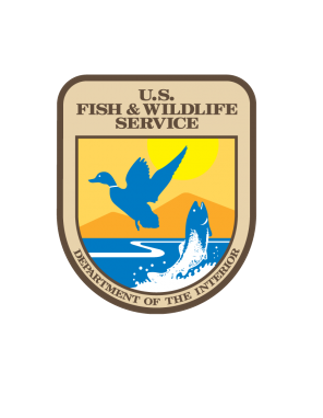 U.S.
FISH & WILDLIFE
SERVICE
DEPARTMENT OF THE INTERIOR